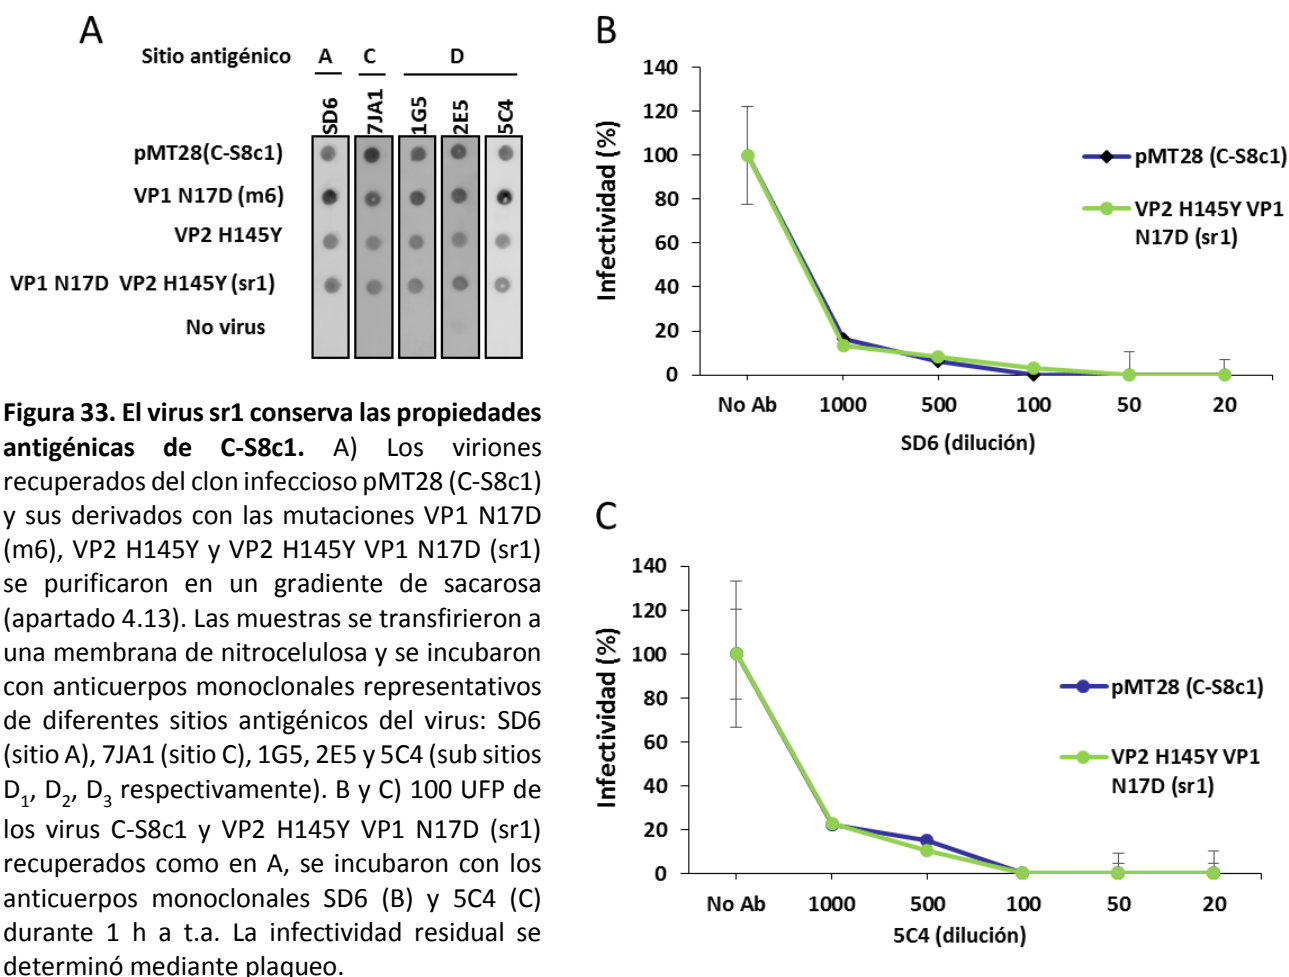 A
Sitio antigénico A C D
SD6 7JA1 1G5 2E5 5C4
pMT28(C-S8c1)
VP1 N17D (m6)
VP2 H145Y
VP1 N17D VP2 H145Y (sr1)
No virus
Figura 33. El virus sr1 conserva las propiedades
antigénicas de C-S8c1. A) Los viriones
recuperados del clon infeccioso pMT28 (C-S8c1)
y sus derivados con las mutaciones VP1 N17D
(m6), VP2 H145Y y VP2 H145Y VP1 N17D (sr1)
se purificaron en un gradiente de sacarosa
(apartado 4.13). Las muestras se transfirieron a
una membrana de nitrocelulosa y se incubaron
con anticuerpos monoclonales representativos
de diferentes sitios antigénicos del virus: SD6
(sitio A), 7JA1 (sitio C), 1G5, 2E5 y 5C4 (sub sitios
D1, D2, D3 respectivamente). B y C) 100 UFP de
los virus C-S8c1 y VP2 H145Y VP1 N17D (sr1)
recuperados como en A, se incubaron con los
anticuerpos monoclonales SD6 (B) y 5C4 (C)
durante 1 h a t.a. La infectividad residual se
determinó mediante plaqueo.
B
Infectividad (%)
140
120
100
80
60
40
20
0
No Ab 1000 500 100 50 20
SD6 (dilución)
pMT28 (C-S8c1)
VP2 H145Y VP1
N17D (sr1)
C
Infectividad (%)
140
120
100
80
60
40
20
0
No Ab 1000 500 100 50 20
5C4 (dilución)
pMT28 (C-S8c1)
VP2 H145Y VP1
N17D (sr1)